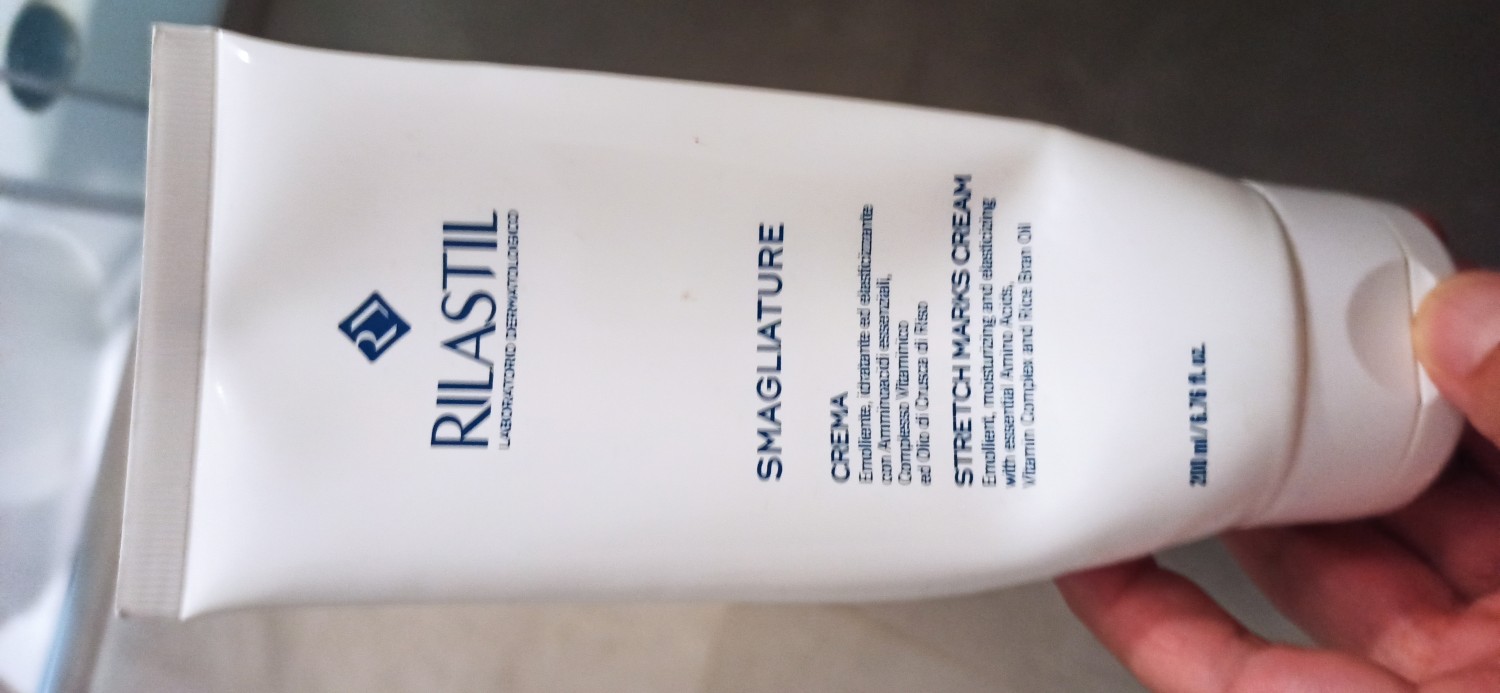 RILASTIL
LABORATORIO DERMATOLOGICO
SMAGLIATURE
CREMA
Emolliente, idratante ed elasticizzante
con Amminoacidi essenziali,
Complesso Vitaminico
ed Olio di Crusca di Riso
STRETCH MARKS CREAM
Emollient, moisturizing and elasticizing
with essential Amino Acids,
Vitamin Complex and Rice Bran Oil
200 ml / 6.76 fl. oz.